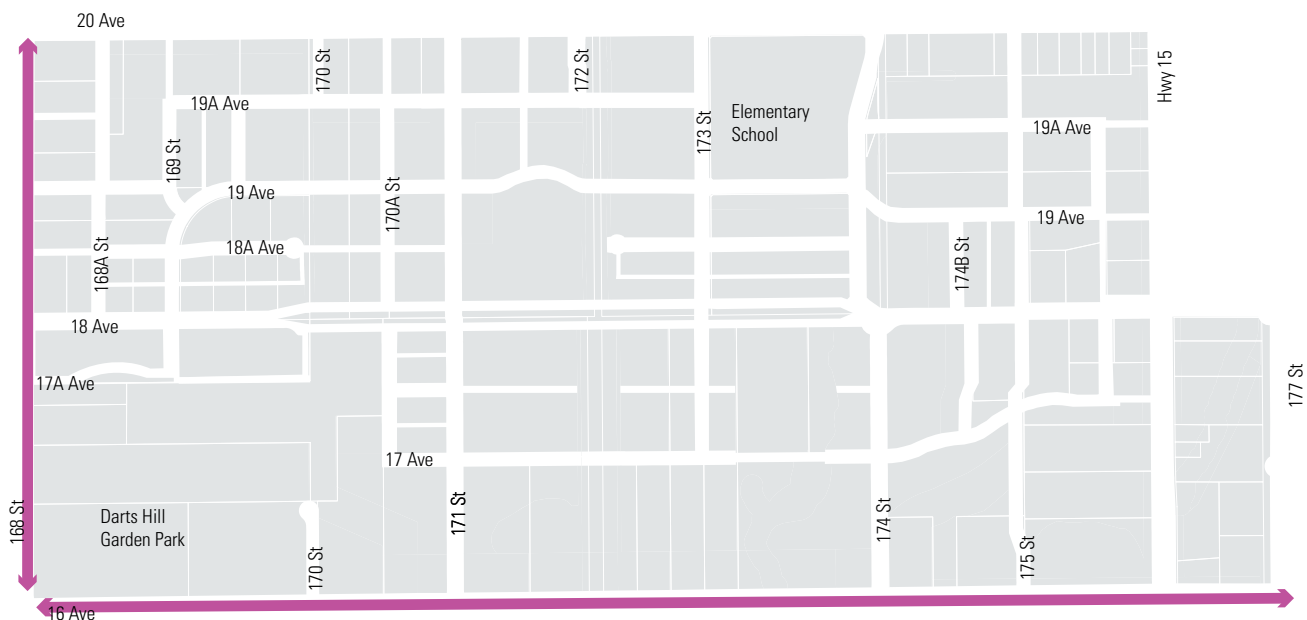 20 Ave
170 St
172 St
Hwy 15
19A Ave
Elementary
School
173 St
19A Ave
169 St
19 Ave
170A St
19 Ave
18A Ave
168A St
174B St
18 Ave
17A Ave
177 St
17 Ave
168 St
Darts Hill
Garden Park
171 St
174 St
170 St
175 St
16 Ave